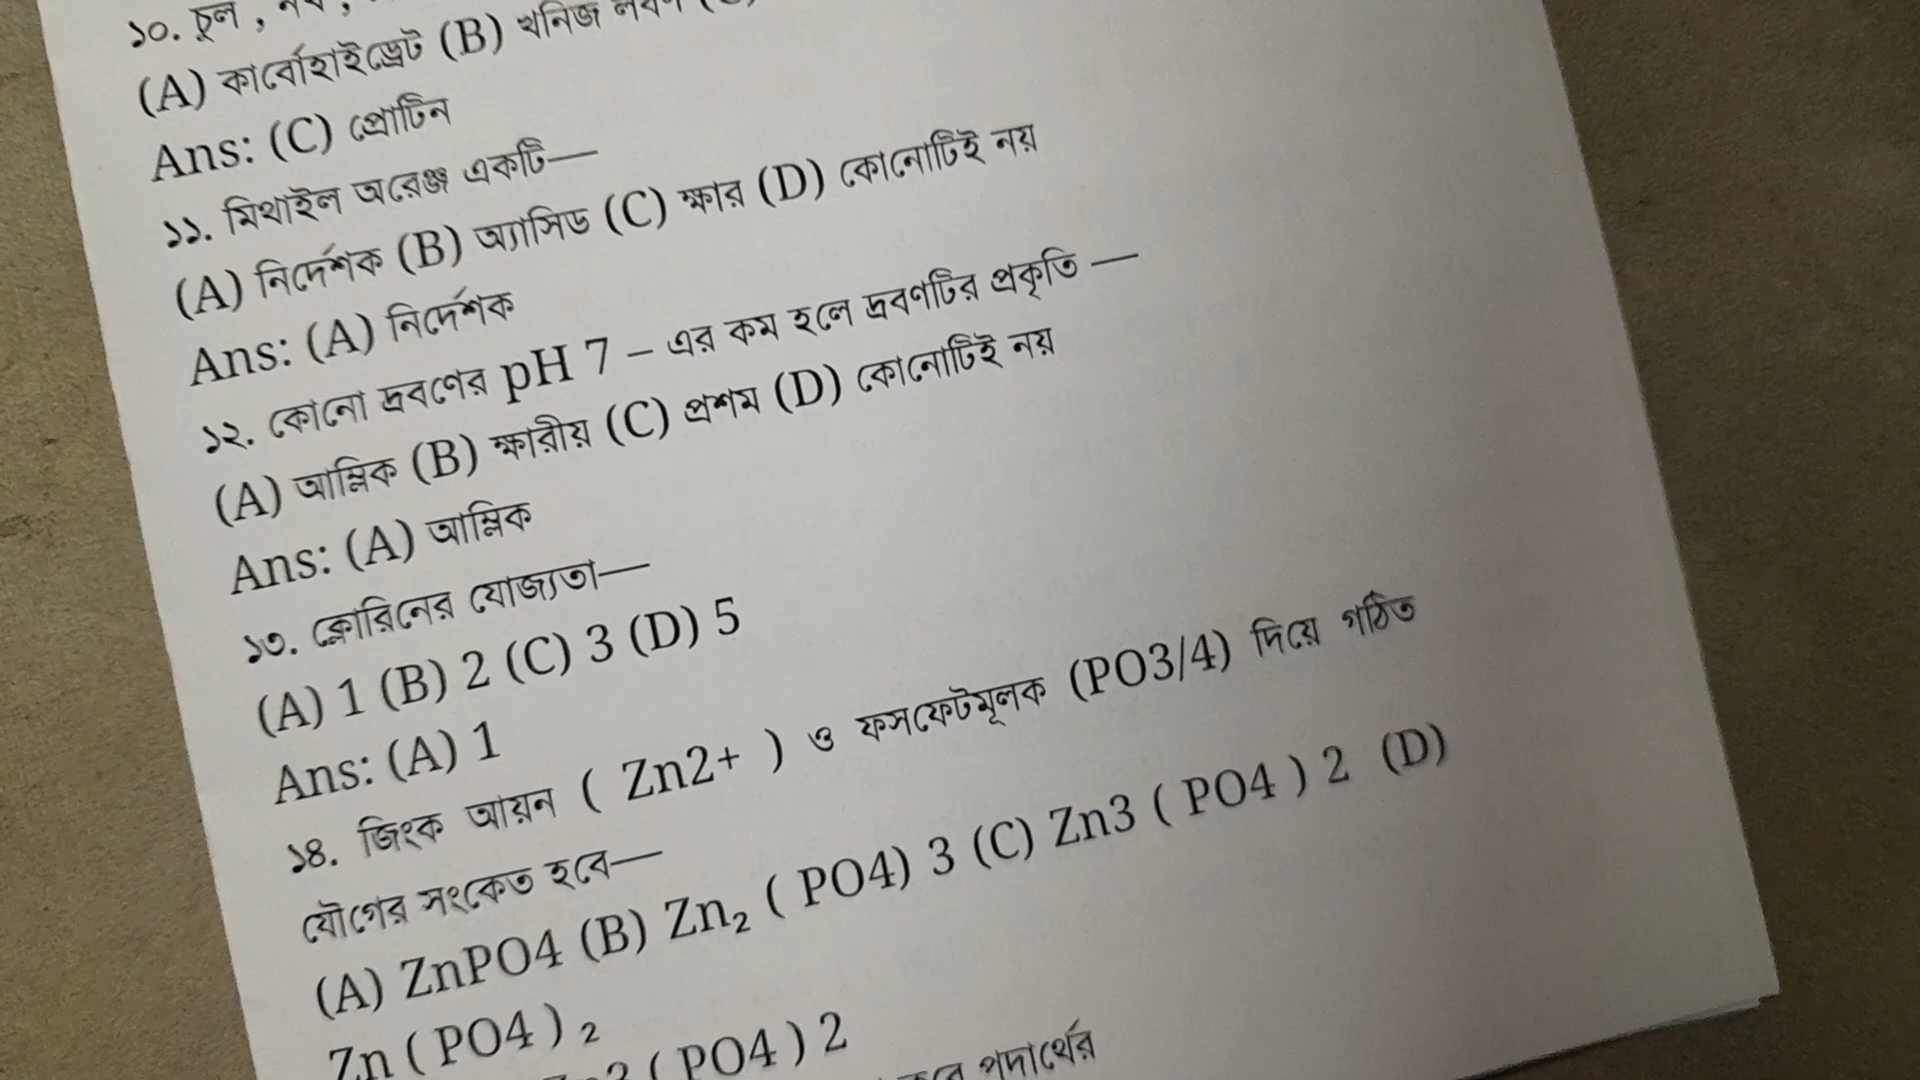 ১০. চুল , নখ ,
(A) কার্বোহাইড্রেট (B) খনিজ লবণ
Ans: (C) প্রোটিন
১১. মিথাইল অরেঞ্জ একটি—
(A) নির্দেশক (B) অ্যাসিড (C) ক্ষার (D) কোনোটিই নয়
Ans: (A) নির্দেশক
১২. কোনো দ্রবণের pH 7 – এর কম হলে দ্রবণটির প্রকৃতি —
(A) আম্লিক (B) ক্ষারীয় (C) প্রশম (D) কোনোটিই নয়
Ans: (A) আম্লিক
১৩. ক্লোরিনের যোজ্যতা—
(A) 1 (B) 2 (C) 3 (D) 5
Ans: (A) 1
১৪. জিংক আয়ন ( Zn2+ ) ও ফসফেটমূলক (PO3/4) দিয়ে গঠিত
যৌগের সংকেত হবে—
(A) ZnPO4 (B) Zn₂ ( PO4) 3 (C) Zn3 ( PO4 ) 2 (D)
Zn ( PO4 ) ₂
( PO4 ) 2
পদার্থের